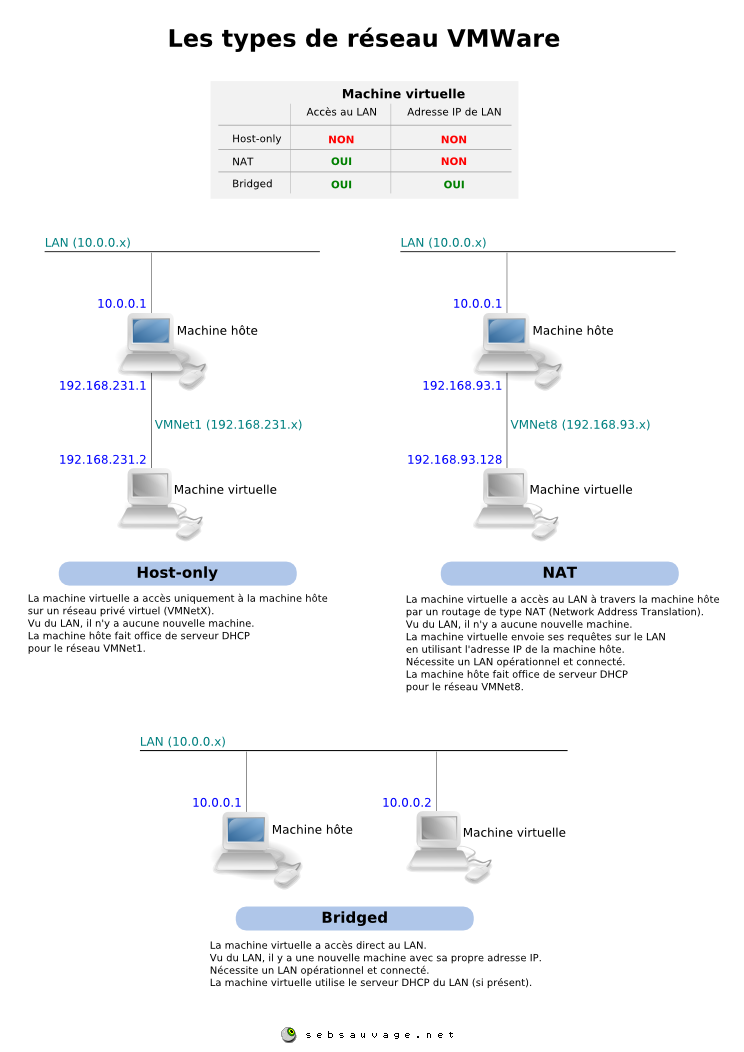 Les types de réseau VMWare
Machine virtuelle
Accès au LAN Adresse IP de LAN
Host-only NON NON
NAT OUI NON
Bridged OUI OUI
LAN (10.0.0.x)
10.0.0.1
Machine hôte
192.168.231.1
VMNet1 (192.168.231.x)
192.168.231.2
Machine virtuelle
Host-only
La machine virtuelle a accès uniquement à la machine hôte
sur un réseau privé virtuel (VMNetX).
Vu du LAN, il n'y a aucune nouvelle machine.
La machine hôte fait office de serveur DHCP
pour le réseau VMNet1.
LAN (10.0.0.x)
10.0.0.1
Machine hôte
192.168.93.1
VMNet8 (192.168.93.x)
192.168.93.128
Machine virtuelle
NAT
La machine virtuelle a accès au LAN à travers la machine hôte
par un routage de type NAT (Network Address Translation).
Vu du LAN, il n'y a aucune nouvelle machine.
La machine virtuelle envoie ses requêtes sur le LAN
en utilisant l'adresse IP de la machine hôte.
Nécessite un LAN opérationnel et connecté.
La machine hôte fait office de serveur DHCP
pour le réseau VMNet8.
LAN (10.0.0.x)
10.0.0.1
Machine hôte
10.0.0.2
Machine virtuelle
Bridged
La machine virtuelle a accès direct au LAN.
Vu du LAN, il y a une nouvelle machine avec sa propre adresse IP.
Nécessite un LAN opérationnel et connecté.
La machine virtuelle utilise le serveur DHCP du LAN (si présent).
sebsauvage.net